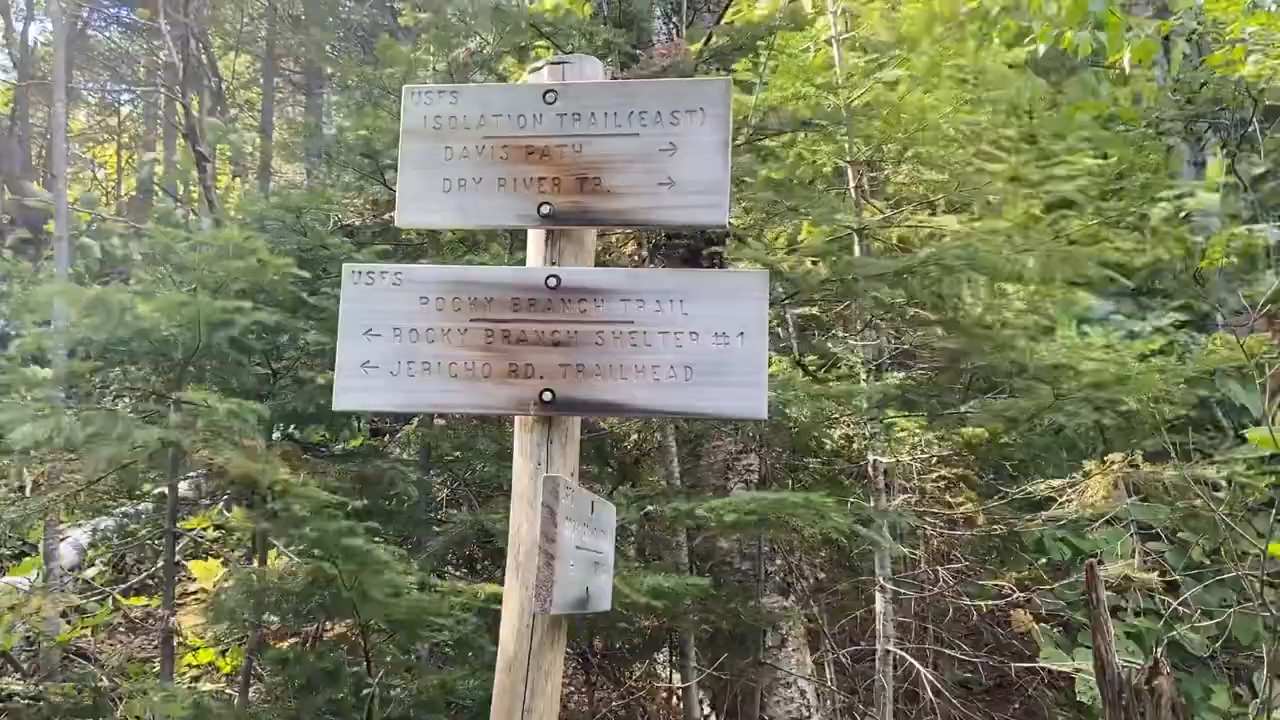 USFS
ISOLATION TRAIL(EAST)
DAVIS PATH →
DRY RIVER TR. →
USFS
ROCKY BRANCH TRAIL
← ROCKY BRANCH SHELTER #1
← JERICHO RD. TRAILHEAD